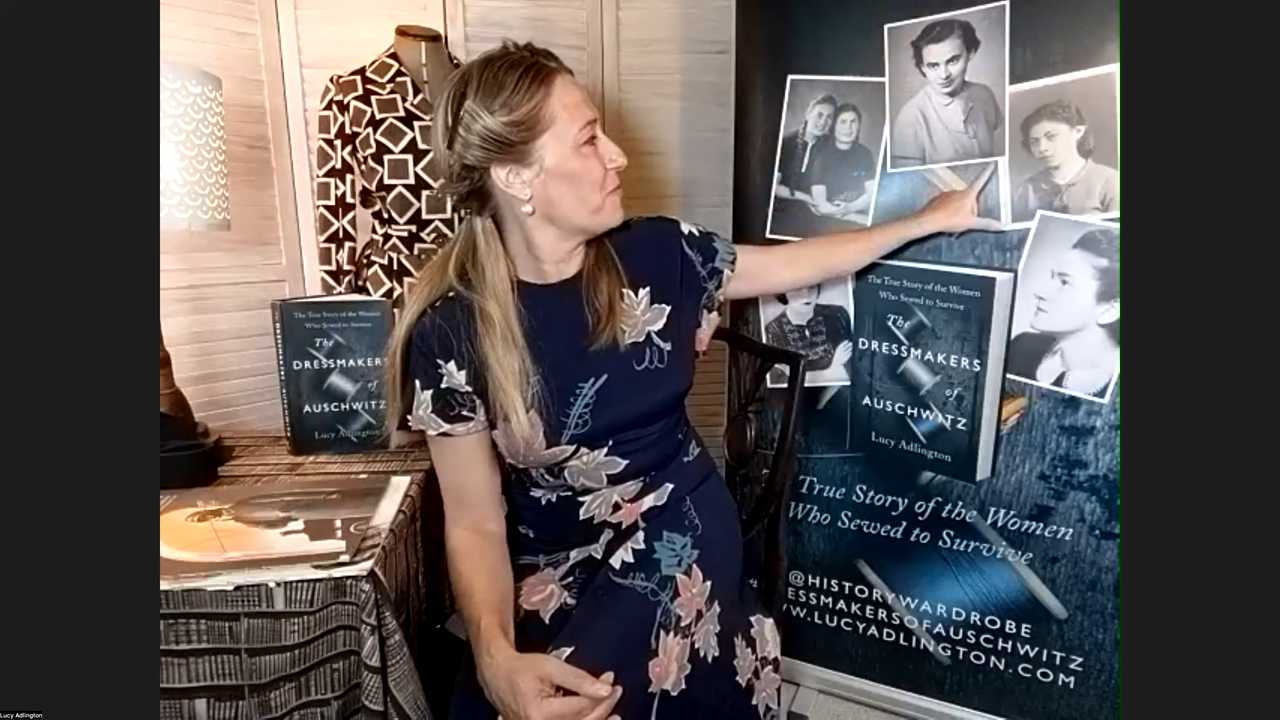 The True Story of the Women
Who Sewed to Survive
The
DRESSMAKERS
of
AUSCHWITZ
Lucy Adlington
The True Story of the Women
Who Sewed to Survive
The
DRESSMAKERS
of
AUSCHWITZ
Lucy Adlington
True Story of the Women
Who Sewed to Survive
@HISTORYWARDROBE
ESSMAKERSOFAUSCHWITZ
W.LUCYADLINGTON.COM
Lucy Adlington